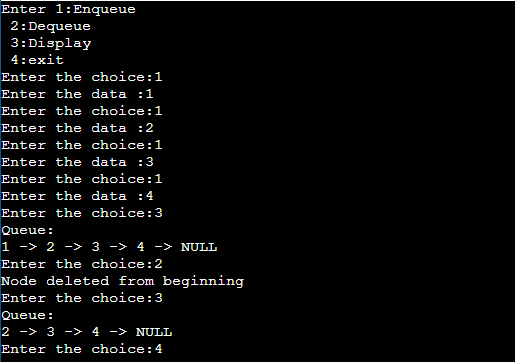 Enter 1:Enqueue
2:Dequeue
3:Display
4:exit
Enter the choice:1
Enter the data :1
Enter the choice:1
Enter the data :2
Enter the choice:1
Enter the data :3
Enter the choice:1
Enter the data :4
Enter the choice:3
Queue:
1 -> 2 -> 3 -> 4 -> NULL
Enter the choice:2
Node deleted from beginning
Enter the choice:3
Queue:
2 -> 3 -> 4 -> NULL
Enter the choice:4